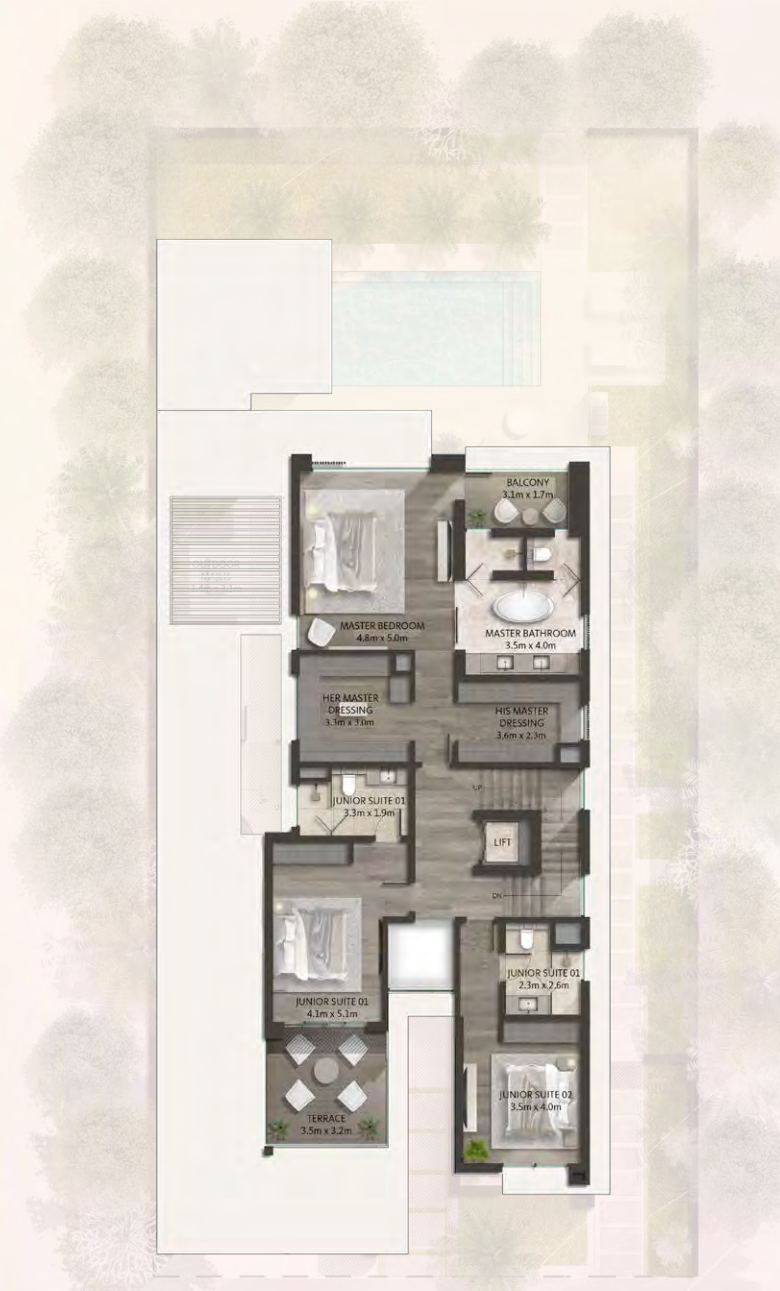 BALCONY
3.1m x 1.7m
MASTER BEDROOM
4.8m x 5.0m
MASTER BATHROOM
3.5m x 4.0m
HER MASTER
DRESSING
3.3m x 3.0m
HIS MASTER
DRESSING
3.6m x 2.3m
UP
JUNIOR SUITE 01
3.3m x 1.9m
LIFT
DN
JUNIOR SUITE 01
2.3m x 2.6m
JUNIOR SUITE 01
4.1m x 5.1m
JUNIOR SUITE 02
3.5m x 4.0m
TERRACE
3.5m x 3.2m